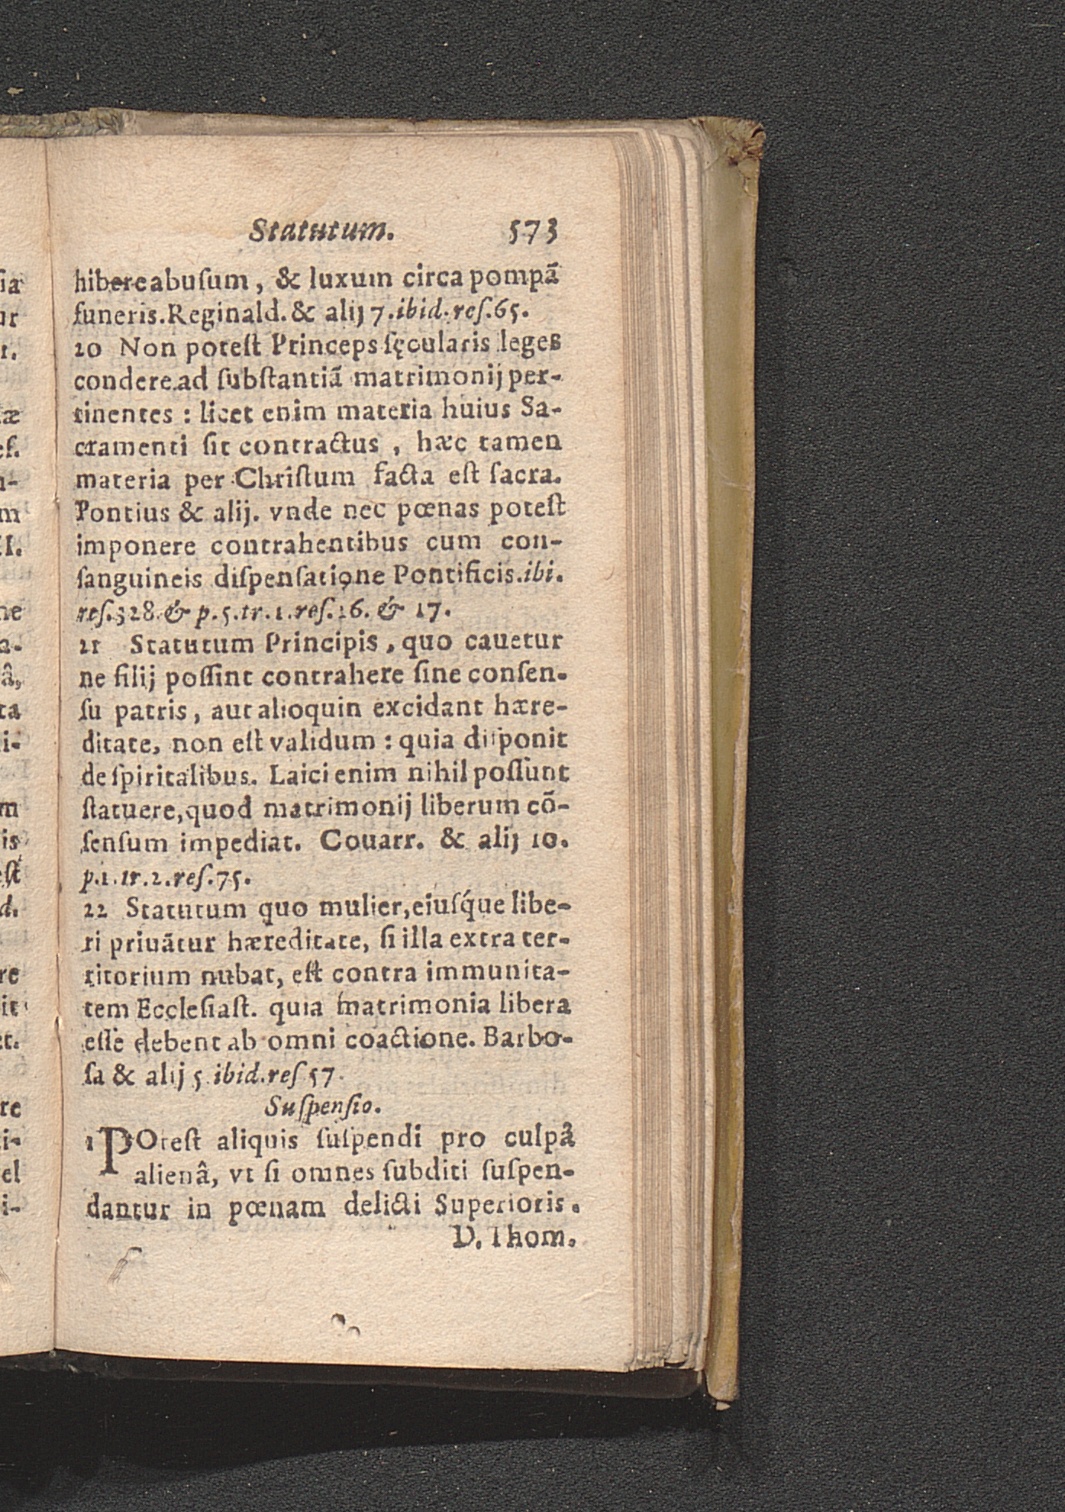 Statutum. 573
hibere abuſum, & luxum circa pompã
funeris. Reginald. & alij 7. ibid. reſ. 65.
20 Non poteſt Princeps ſęcularis leges
condere ad ſubſtantiã matrimonij per-
tinentes : licet enim materia huius Sa-
cramenti ſit contractus , hæc tamen
materia per Chriſtum facta eſt ſacra.
Pontius & alij. vnde nec pœnas poteſt
imponere contrahentibus cum con-
ſanguineis diſpenſatione Pontificis. ibi.
reſ. 328. & p. 5. tr. 1. reſ. 16. & 17.
21 Statutum Principis, quo cauetur
ne filij poſſint contrahere ſine conſen-
ſu patris, aut alioquin excidant hære-
ditate, non eſt validum : quia diſponit
de ſpiritalibus. Laici enim nihil poſſunt
ſtatuere, quod matrimonij liberum cõ-
ſenſum impediat. Couarr. & alij 10.
p. 1. tr. 2. reſ. 75.
22 Statutum quo mulier, eiuſq́ue libe-
ri priuãtur hæreditate, ſi illa extra ter-
ritorium nubat, eſt contra immunita-
tem Eccleſiaſt. quia matrimonia libera
eſſe debent ab omni coactione. Barbo-
ſa & alij 5 ibid. reſ 57.
Suſpenſio.
1 POteſt aliquis ſuſpendi pro culpâ
alienâ, vt ſi omnes ſubditi ſuſpen-
dantur in pœnam delicti Superioris.
D. Thom.